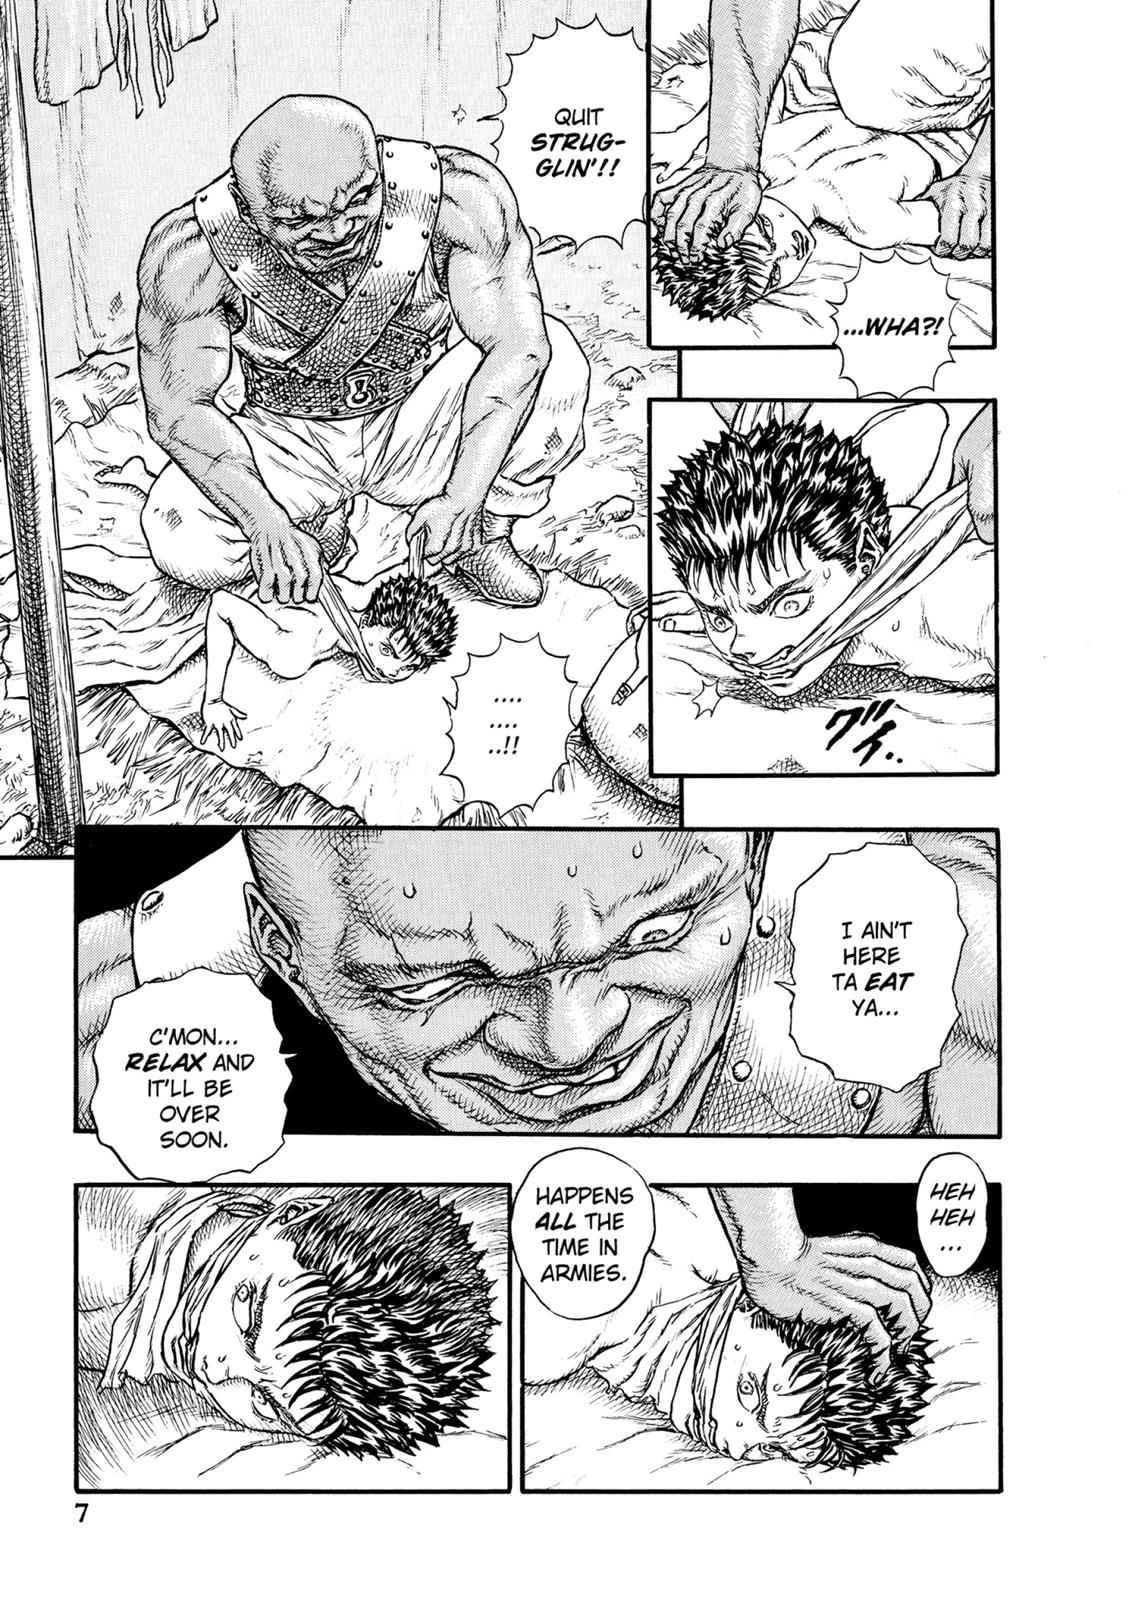 ...WHA?!
QUIT
STRUG-
GLIN'!!
グイ..
....
....
..!!
I AIN'T
HERE
TA EAT
YA...
C'MON...
RELAX AND
IT'LL BE
OVER
SOON.
HEH
HEH
...
HAPPENS
ALL THE
TIME IN
ARMIES.
7